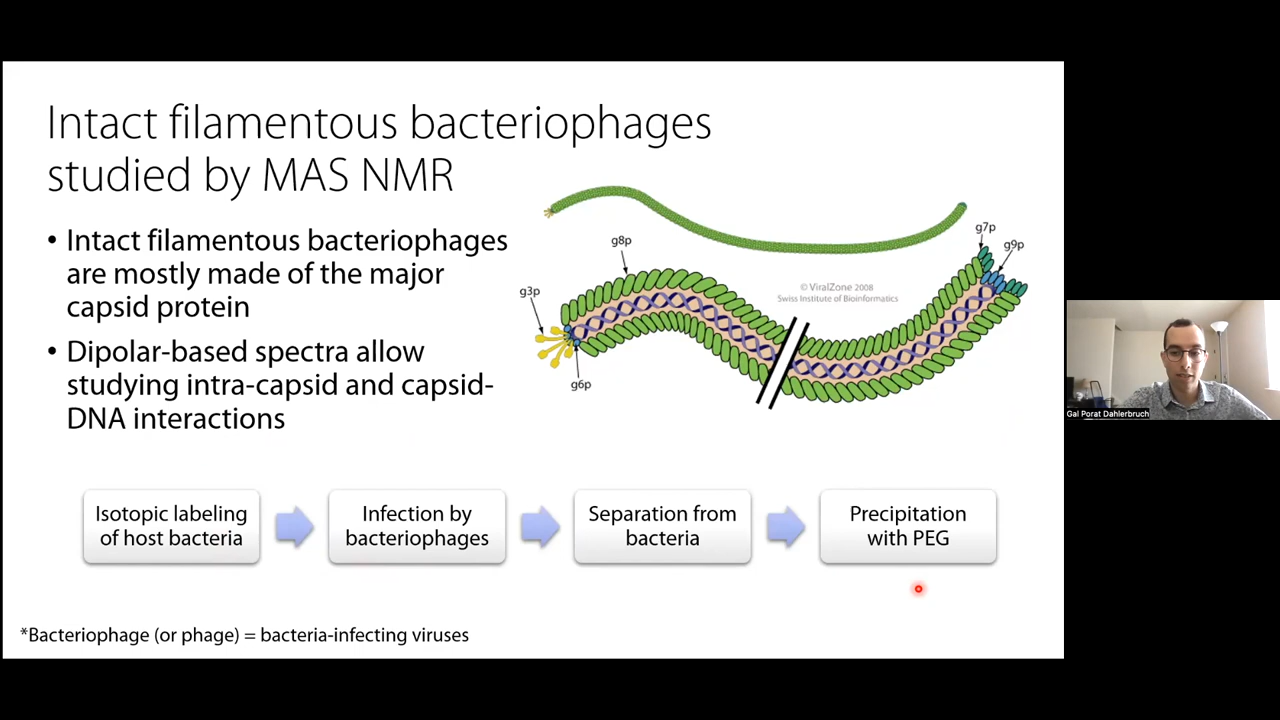 Intact filamentous bacteriophages
studied by MAS NMR
• Intact filamentous bacteriophages
are mostly made of the major
capsid protein
• Dipolar-based spectra allow
studying intra-capsid and capsid-
DNA interactions
g8p
g3p
g6p
© ViralZone 2008
Swiss Institute of Bioinformatics
g7p
g9p
Isotopic labeling
of host bacteria
Infection by
bacteriophages
Separation from
bacteria
Precipitation
with PEG
*Bacteriophage (or phage) = bacteria-infecting viruses
Gal Porat Dahlerbruch